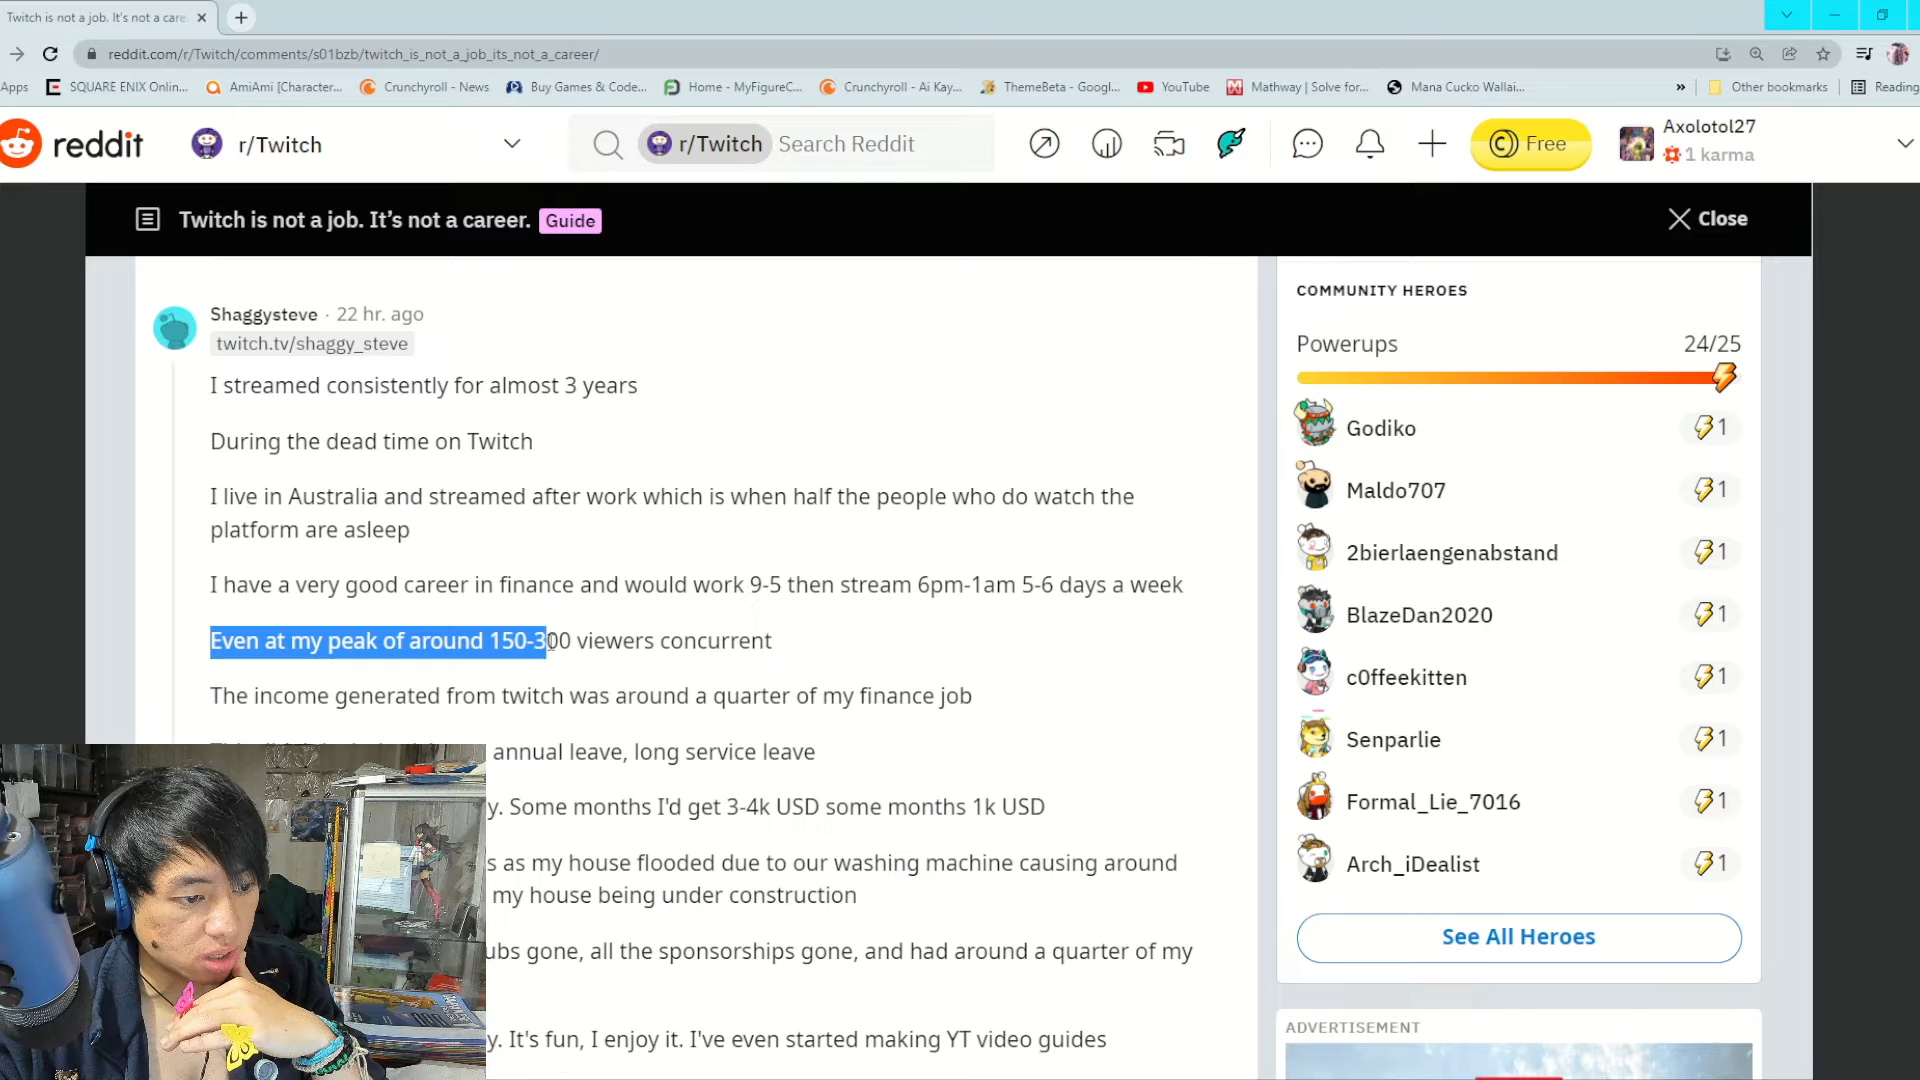 Twitch is not a job. It's not a care
reddit.com/r/Twitch/comments/s01bzb/twitch_is_not_a_job_its_not_a_career/
Apps SQUARE ENIX Onlin... AmiAmi [Character... Crunchyroll - News Buy Games & Code... Home - MyFigureC... Crunchyroll - Ai Kay... ThemeBeta - Googl... YouTube Mathway | Solve for... Mana Cucko Wallai... » Other bookmarks Reading
reddit r/Twitch r/Twitch Search Reddit Free Axolotol27
1 karma
Twitch is not a job. It's not a career. Guide Close
Shaggysteve · 22 hr. ago
twitch.tv/shaggy_steve
I streamed consistently for almost 3 years
During the dead time on Twitch
I live in Australia and streamed after work which is when half the people who do watch the
platform are asleep
I have a very good career in finance and would work 9-5 then stream 6pm-1am 5-6 days a week
Even at my peak of around 150-300 viewers concurrent
The income generated from twitch was around a quarter of my finance job
annual leave, long service leave
y. Some months I'd get 3-4k USD some months 1k USD
s as my house flooded due to our washing machine causing around
my house being under construction
ubs gone, all the sponsorships gone, and had around a quarter of my
y. It's fun, I enjoy it. I've even started making YT video guides
COMMUNITY HEROES
Powerups 24/25
Godiko 1
Maldo707 1
2bierlaengenabstand 1
BlazeDan2020 1
c0ffeekitten 1
Senparlie 1
Formal_Lie_7016 1
Arch_iDealist 1
See All Heroes
ADVERTISEMENT